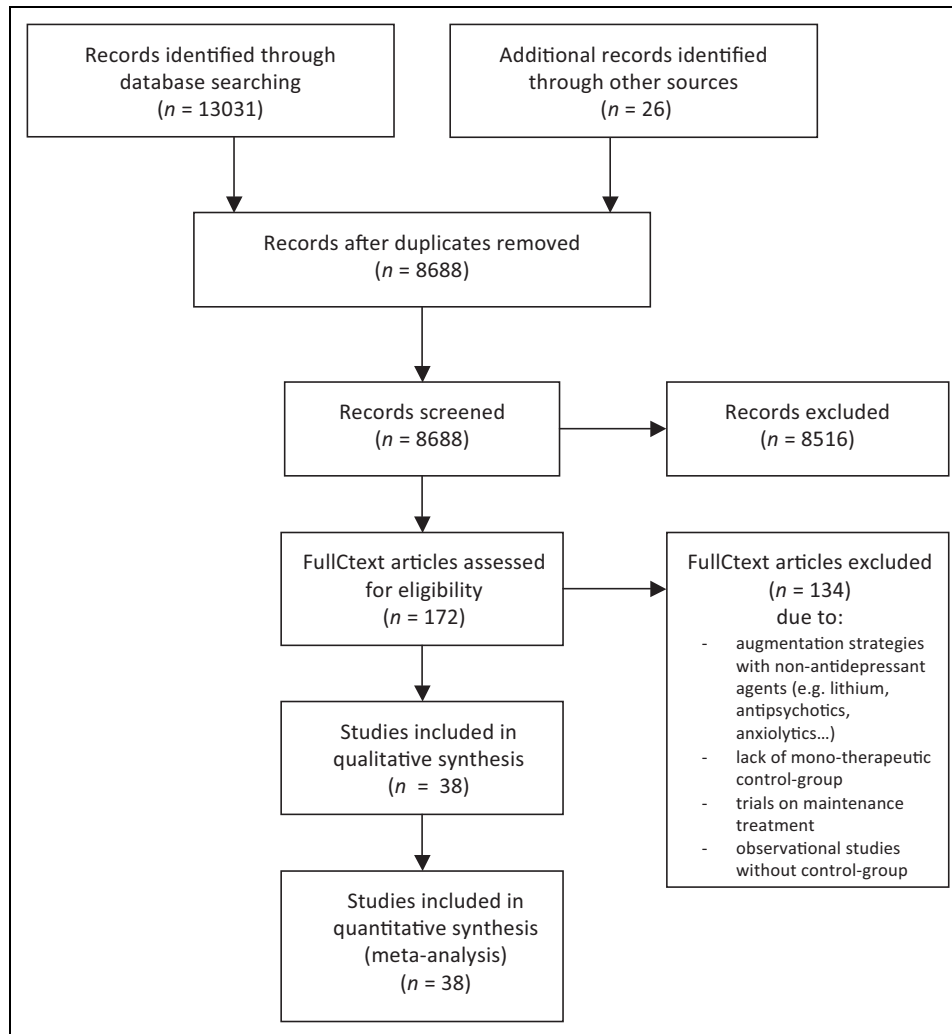 Records identified through
database searching
(n = 13031)
Additional records identified
through other sources
(n = 26)
Records after duplicates removed
(n = 8688)
Records screened
(n = 8688)
Records excluded
(n = 8516)
FullCtext articles assessed
for eligibility
(n = 172)
FullCtext articles excluded
(n = 134)
due to:
- augmentation strategies
with non-antidepressant
agents (e.g. lithium,
antipsychotics,
anxiolytics…)
- lack of mono-therapeutic
control-group
- trials on maintenance
treatment
- observational studies
without control-group
Studies included in
qualitative synthesis
(n = 38)
Studies included in
quantitative synthesis
(meta-analysis)
(n = 38)